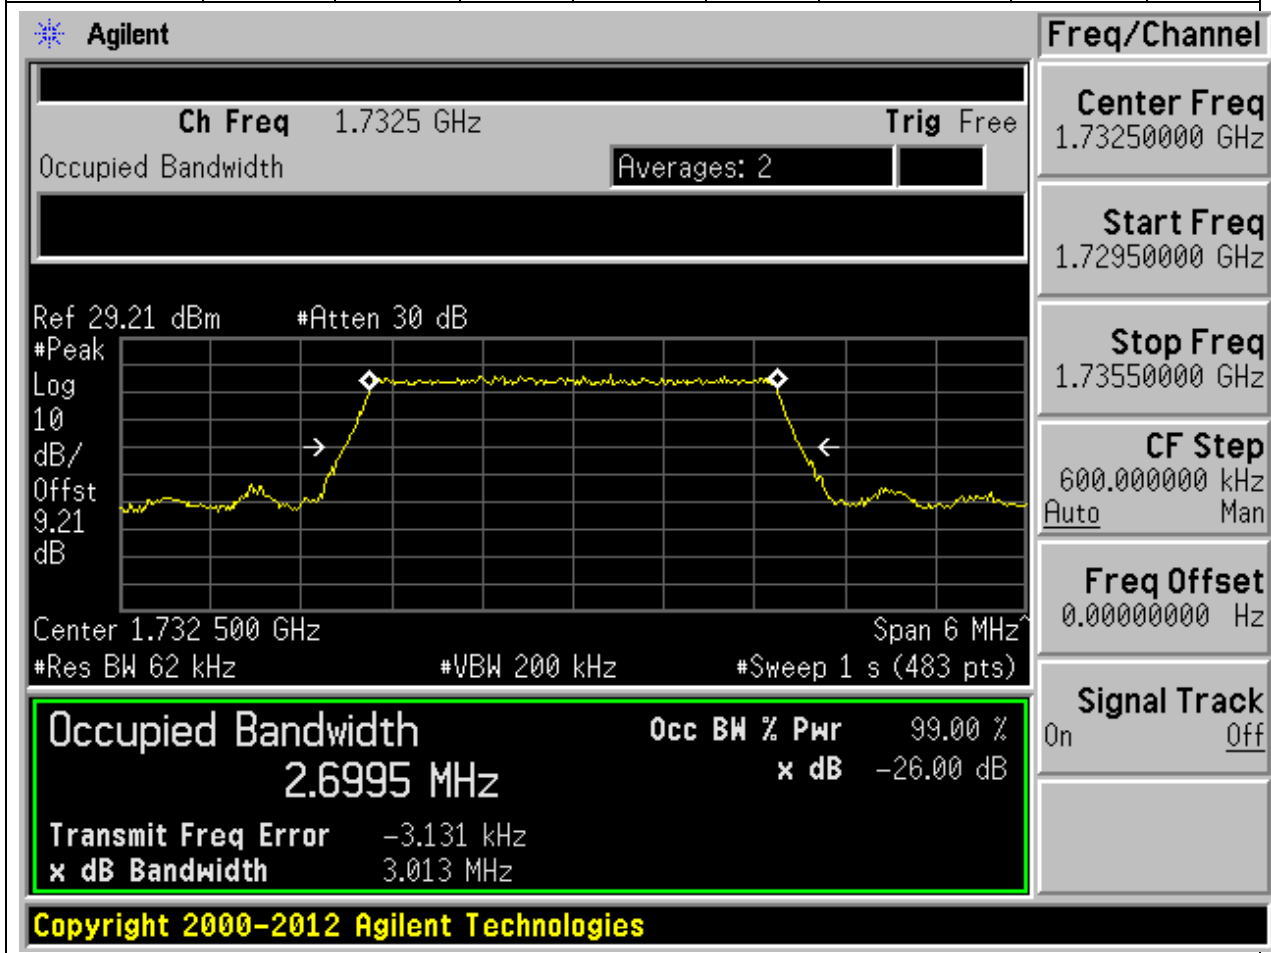 Agilent
Freq/Channel
Ch Freq 1.7325 GHz Trig Free
Occupied Bandwidth Averages: 2
Center Freq
1.73250000 GHz
Start Freq
1.72950000 GHz
Stop Freq
1.73550000 GHz
CF Step
600.000000 kHz
Auto Man
Freq Offset
0.00000000 Hz
Signal Track
On Off
Ref 29.21 dBm #Atten 30 dB
#Peak
Log
10
dB/
Offst
9.21
dB
Center 1.732 500 GHz Span 6 MHz^
#Res BW 62 kHz #VBW 200 kHz #Sweep 1 s (483 pts)
Occupied Bandwidth Occ BW % Pwr 99.00 %
2.6995 MHz x dB -26.00 dB
Transmit Freq Error -3.131 kHz
x dB Bandwidth 3.013 MHz
Copyright 2000-2012 Agilent Technologies